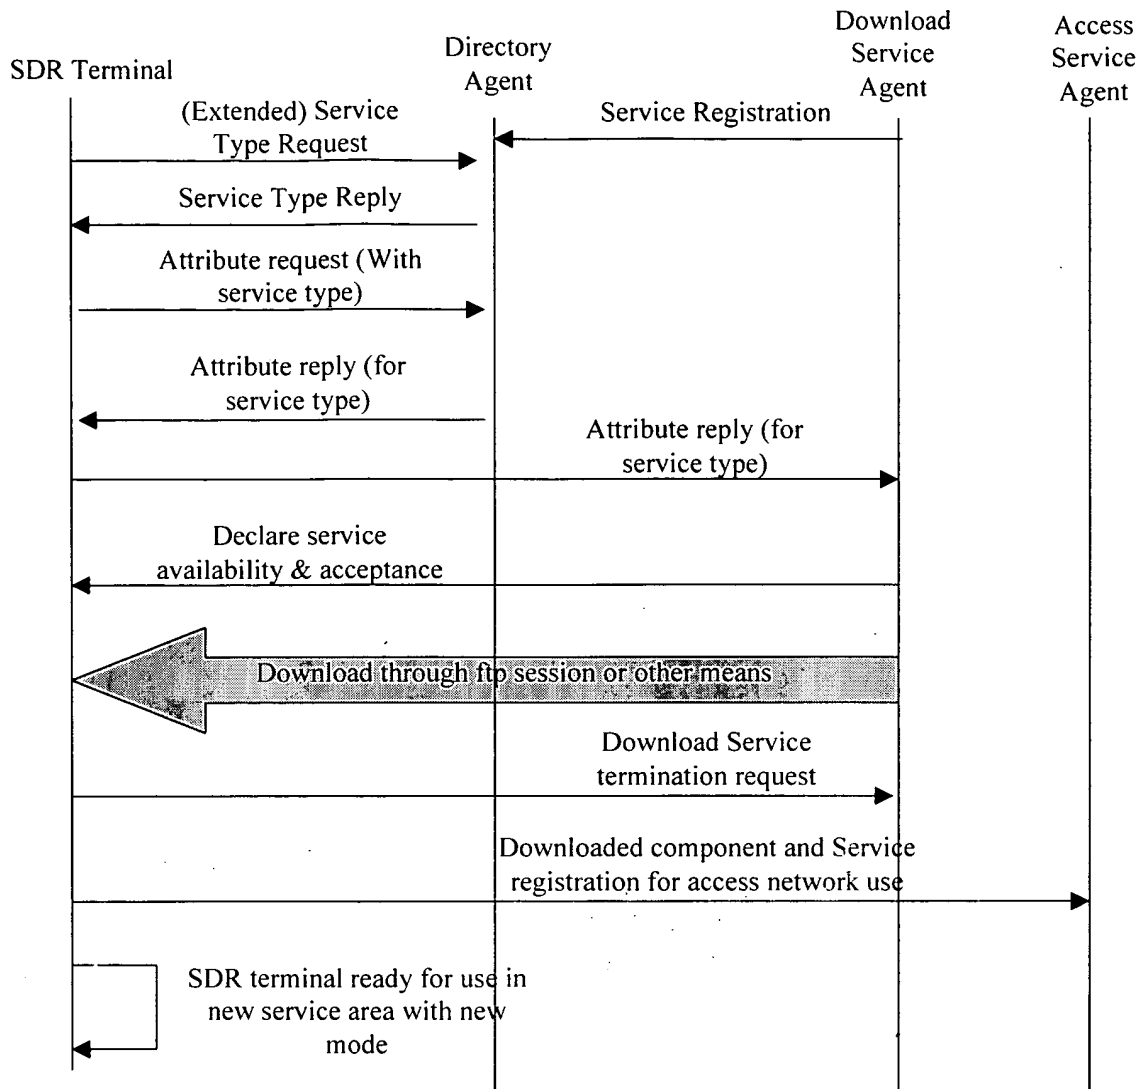 SDR Terminal
Directory
Agent
Download
Service
Agent
Access
Service
Agent
(Extended) Service
Type Request
Service Registration
Service Type Reply
Attribute request (With
service type)
Attribute reply (for
service type)
Attribute reply (for
service type)
Declare service
availability & acceptance
Download through ftp session or other means
Download Service
termination request
Downloaded component and Service
registration for access network use
SDR terminal ready for use in
new service area with new
mode